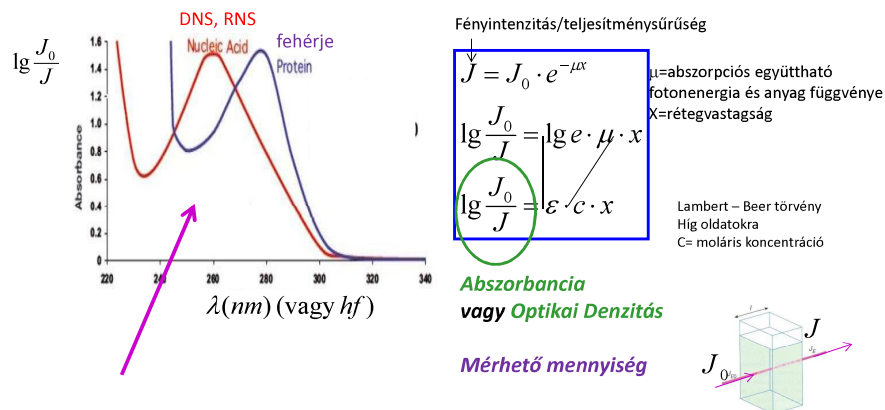 DNS, RNS
fehérje
Nucleic Acid
Protein
lg J₀/J
Absorbance
1.6
1.4
1.2
1.0
0.8
0.6
0.4
0.2
0
220 240 260 280 300 320 340
λ(nm) (vagy hf)
)
Fényintenzitás/teljesítménysűrűség
J = J₀ · e^(−μx)
lg J₀/J = lg e · μ · x
lg J₀/J = ε · c · x
μ=abszorpciós együttható
fotonenergia és anyag függvénye
X=rétegvastagság
Lambert – Beer törvény
Híg oldatokra
C= moláris koncentráció
Abszorbancia
vagy Optikai Denzitás
Mérhető mennyiség
l
J
J₀